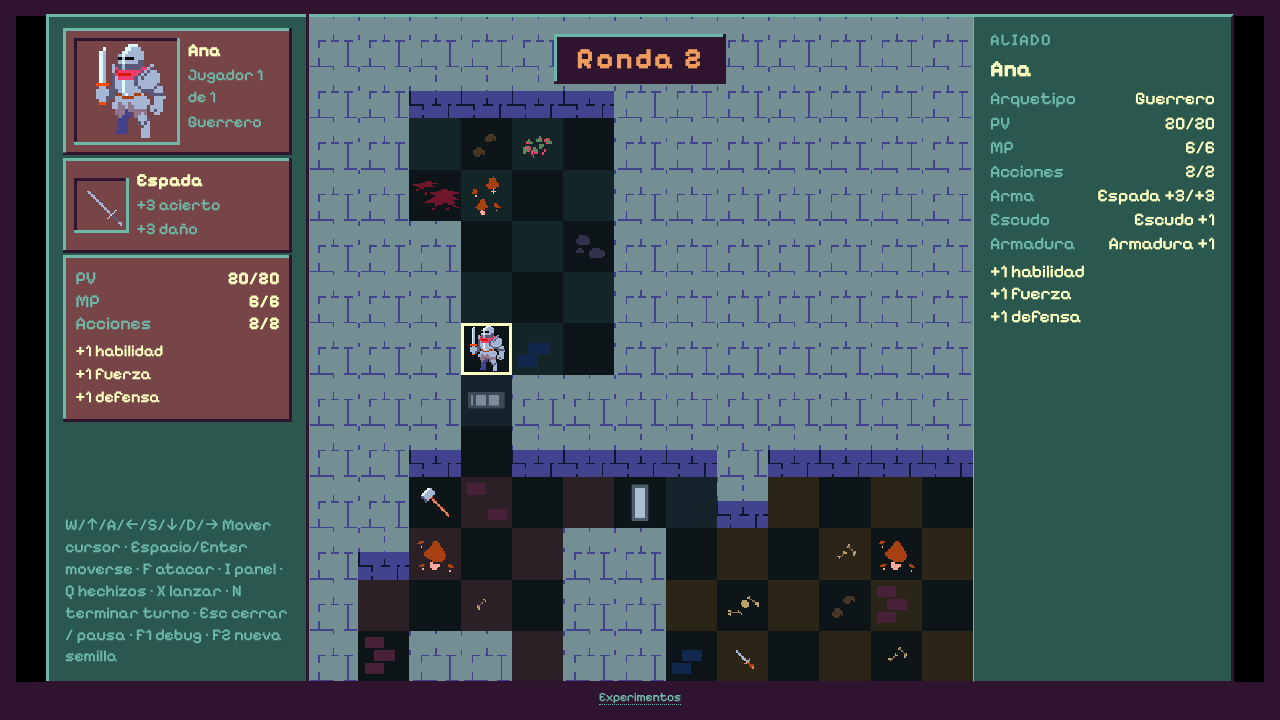 Ana
Jugador 1
de 1
Guerrero
Espada
+3 acierto
+3 daño
PV 20/20
MP 6/6
Acciones 2/2
+1 habilidad
+1 fuerza
+1 defensa
W/↑/A/←/S/↓/D/→ Mover
cursor · Espacio/Enter
moverse · F atacar · I panel ·
Q hechizos · X lanzar · N
terminar turno · Esc cerrar
/ pausa · F1 debug · F2 nueva
semilla
Ronda 2
ALIADO
Ana
Arquetipo Guerrero
PV 20/20
MP 6/6
Acciones 2/2
Arma Espada +3/+3
Escudo Escudo +1
Armadura Armadura +1
+1 habilidad
+1 fuerza
+1 defensa
Experimentos